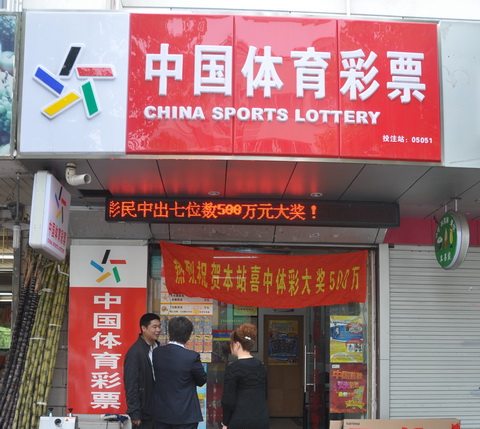 中国体育彩票
CHINA SPORTS LOTTERY
投注站：05051
彩民中出七位数500万元大奖！
中国体育彩票
热烈祝贺本站喜中体彩大奖500万
中国体育彩票